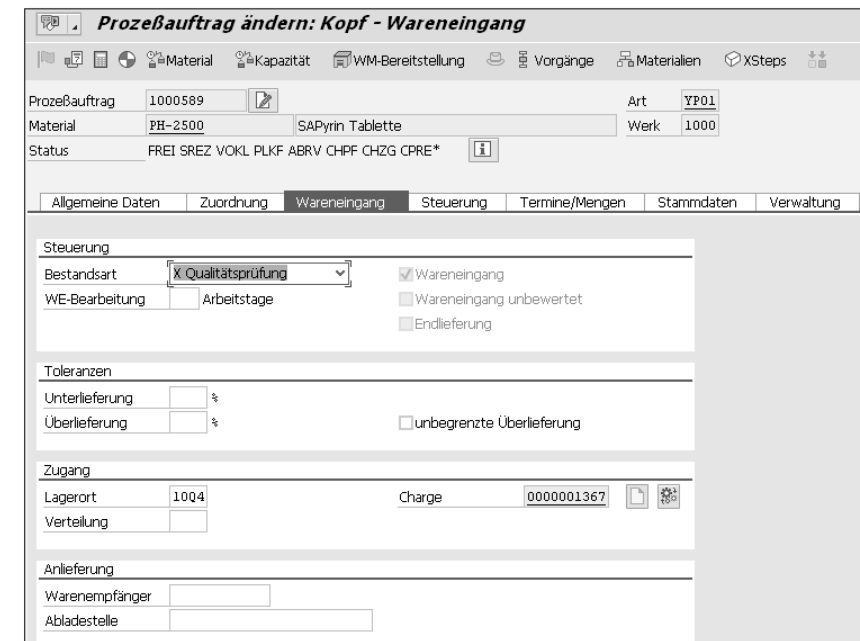 Prozeßauftrag ändern: Kopf - Wareneingang
Material Kapazität WM-Bereitstellung Vorgänge Materialien XSteps
Prozeßauftrag 1000589 Art YP01
Material PH-2500 SAPyrin Tablette Werk 1000
Status FREI SREZ VOKL PLKF ABRV CHPF CHZG CPRE*
Allgemeine Daten Zuordnung Wareneingang Steuerung Termine/Mengen Stammdaten Verwaltung
Steuerung
Bestandsart X Qualitätsprüfung Wareneingang
WE-Bearbeitung Arbeitstage Wareneingang unbewertet
Endlieferung
Toleranzen
Unterlieferung %
Überlieferung % unbegrenzte Überlieferung
Zugang
Lagerort 10Q4 Charge 0000001367
Verteilung
Anlieferung
Warenempfänger
Abladestelle